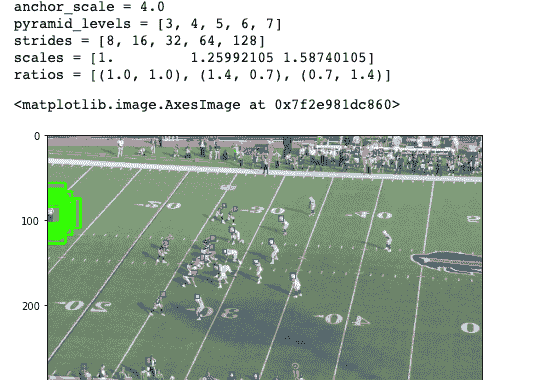 anchor_scale = 4.0
pyramid_levels = [3, 4, 5, 6, 7]
strides = [8, 16, 32, 64, 128]
scales = [1.         1.25992105 1.58740105]
ratios = [(1.0, 1.0), (1.4, 0.7), (0.7, 1.4)]
<matplotlib.image.AxesImage at 0x7f2e981dc860>
0
100
200